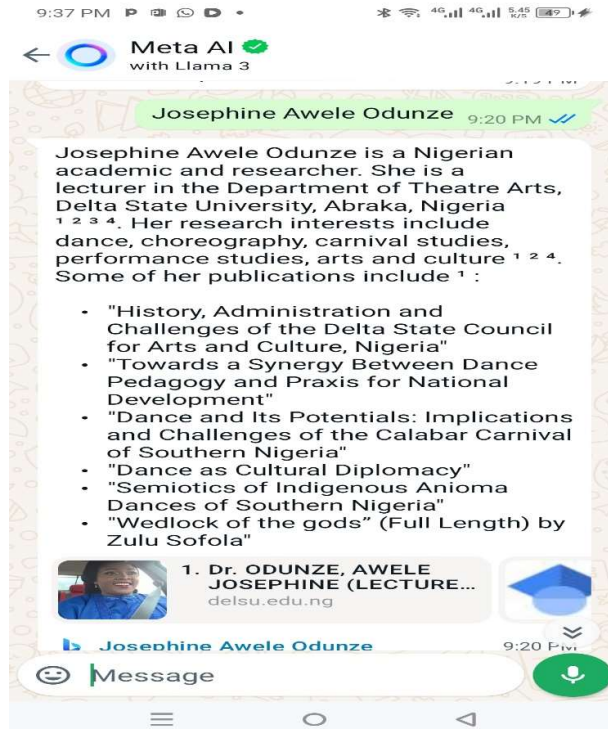 9:37 PM
4G 4G 5.45 K/S 49
Meta AI
with Llama 3
Josephine Awele Odunze 9:20 PM
Josephine Awele Odunze is a Nigerian
academic and researcher. She is a
lecturer in the Department of Theatre Arts,
Delta State University, Abraka, Nigeria
¹ ² ³ ⁴. Her research interests include
dance, choreography, carnival studies,
performance studies, arts and culture ¹ ² ⁴.
Some of her publications include ¹ :
• "History, Administration and
Challenges of the Delta State Council
for Arts and Culture, Nigeria"
• "Towards a Synergy Between Dance
Pedagogy and Praxis for National
Development"
• "Dance and Its Potentials: Implications
and Challenges of the Calabar Carnival
of Southern Nigeria"
• "Dance as Cultural Diplomacy"
• "Semiotics of Indigenous Anioma
Dances of Southern Nigeria"
• "Wedlock of the gods” (Full Length) by
Zulu Sofola"
1. Dr. ODUNZE, AWELE
JOSEPHINE (LECTURE...
delsu.edu.ng
Josephine Awele Odunze 9:20 PM
Message